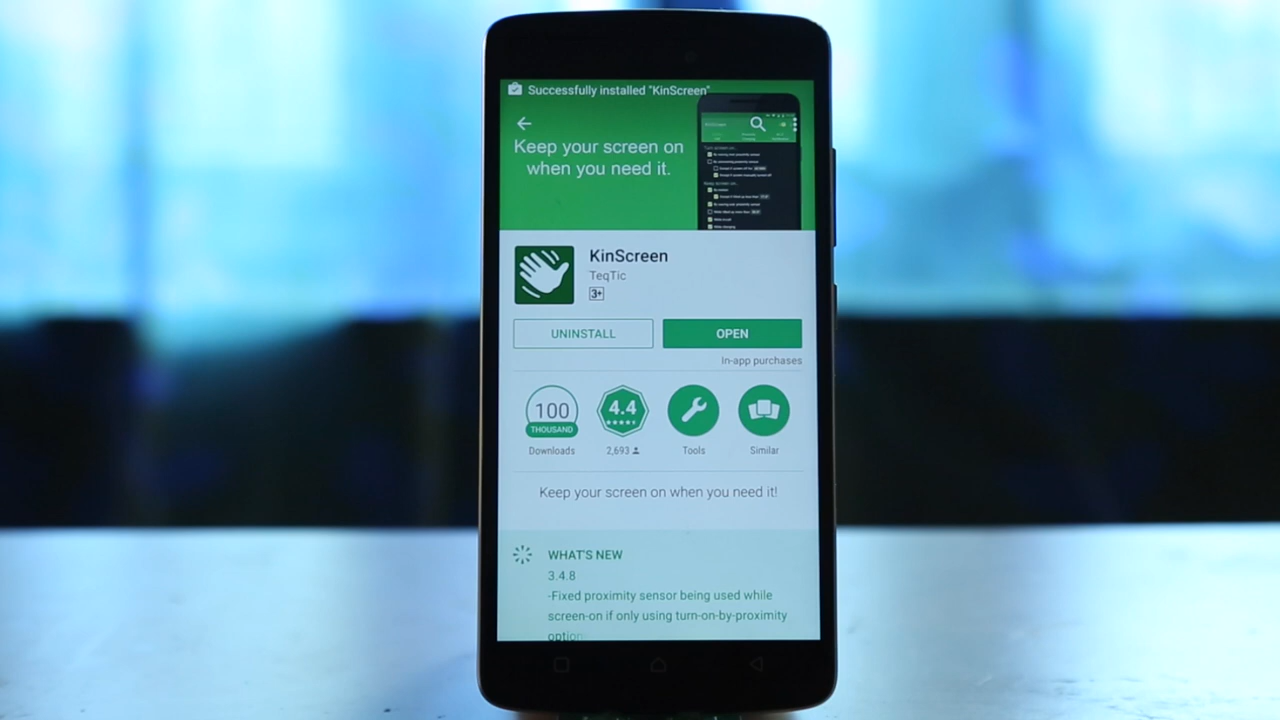 Successfully installed "KinScreen"
Keep your screen on
when you need it.
KinScreen
TeqTic
3+
UNINSTALL
OPEN
In-app purchases
100
THOUSAND
4.4
Downloads
2,693
Tools
Similar
Keep your screen on when you need it!
WHAT'S NEW
3.4.8
-Fixed proximity sensor being used while
screen-on if only using turn-on-by-proximity
option